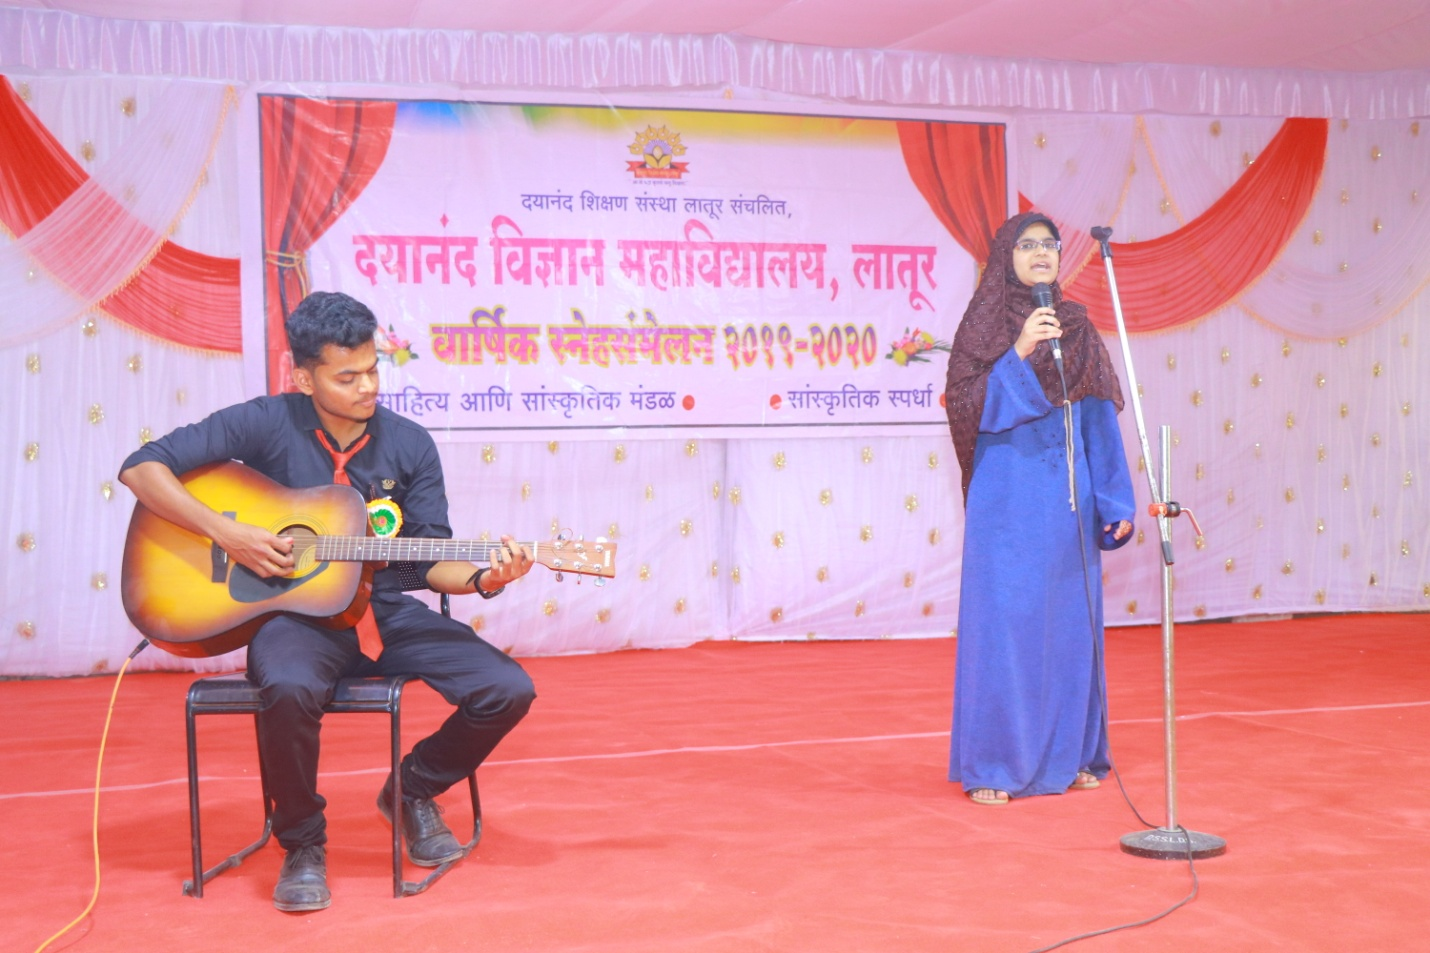 दयानंद शिक्षण संस्था लातूर संचलित,
दयानंद विज्ञान महाविद्यालय, लातूर
वार्षिक स्नेहसंमेलन २०१९-२०२०
साहित्य आणि सांस्कृतिक मंडळ ● ● सांस्कृतिक स्पर्धा ●